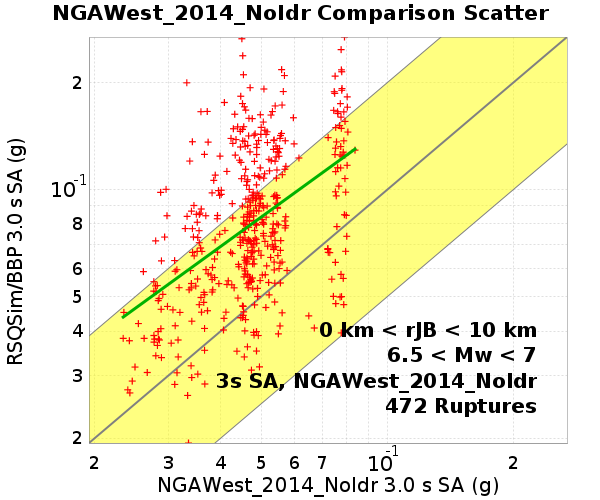 NGAWest_2014_NoIdr Comparison Scatter
RSQSim/BBP 3.0 s SA (g)
2
10-1
8
6
5
4
3
2
0 km < rJB < 10 km
6.5 < Mw < 7
3s SA, NGAWest_2014_NoIdr
472 Ruptures
2 3 4 5 6 7 10-1 2
NGAWest_2014_NoIdr 3.0 s SA (g)